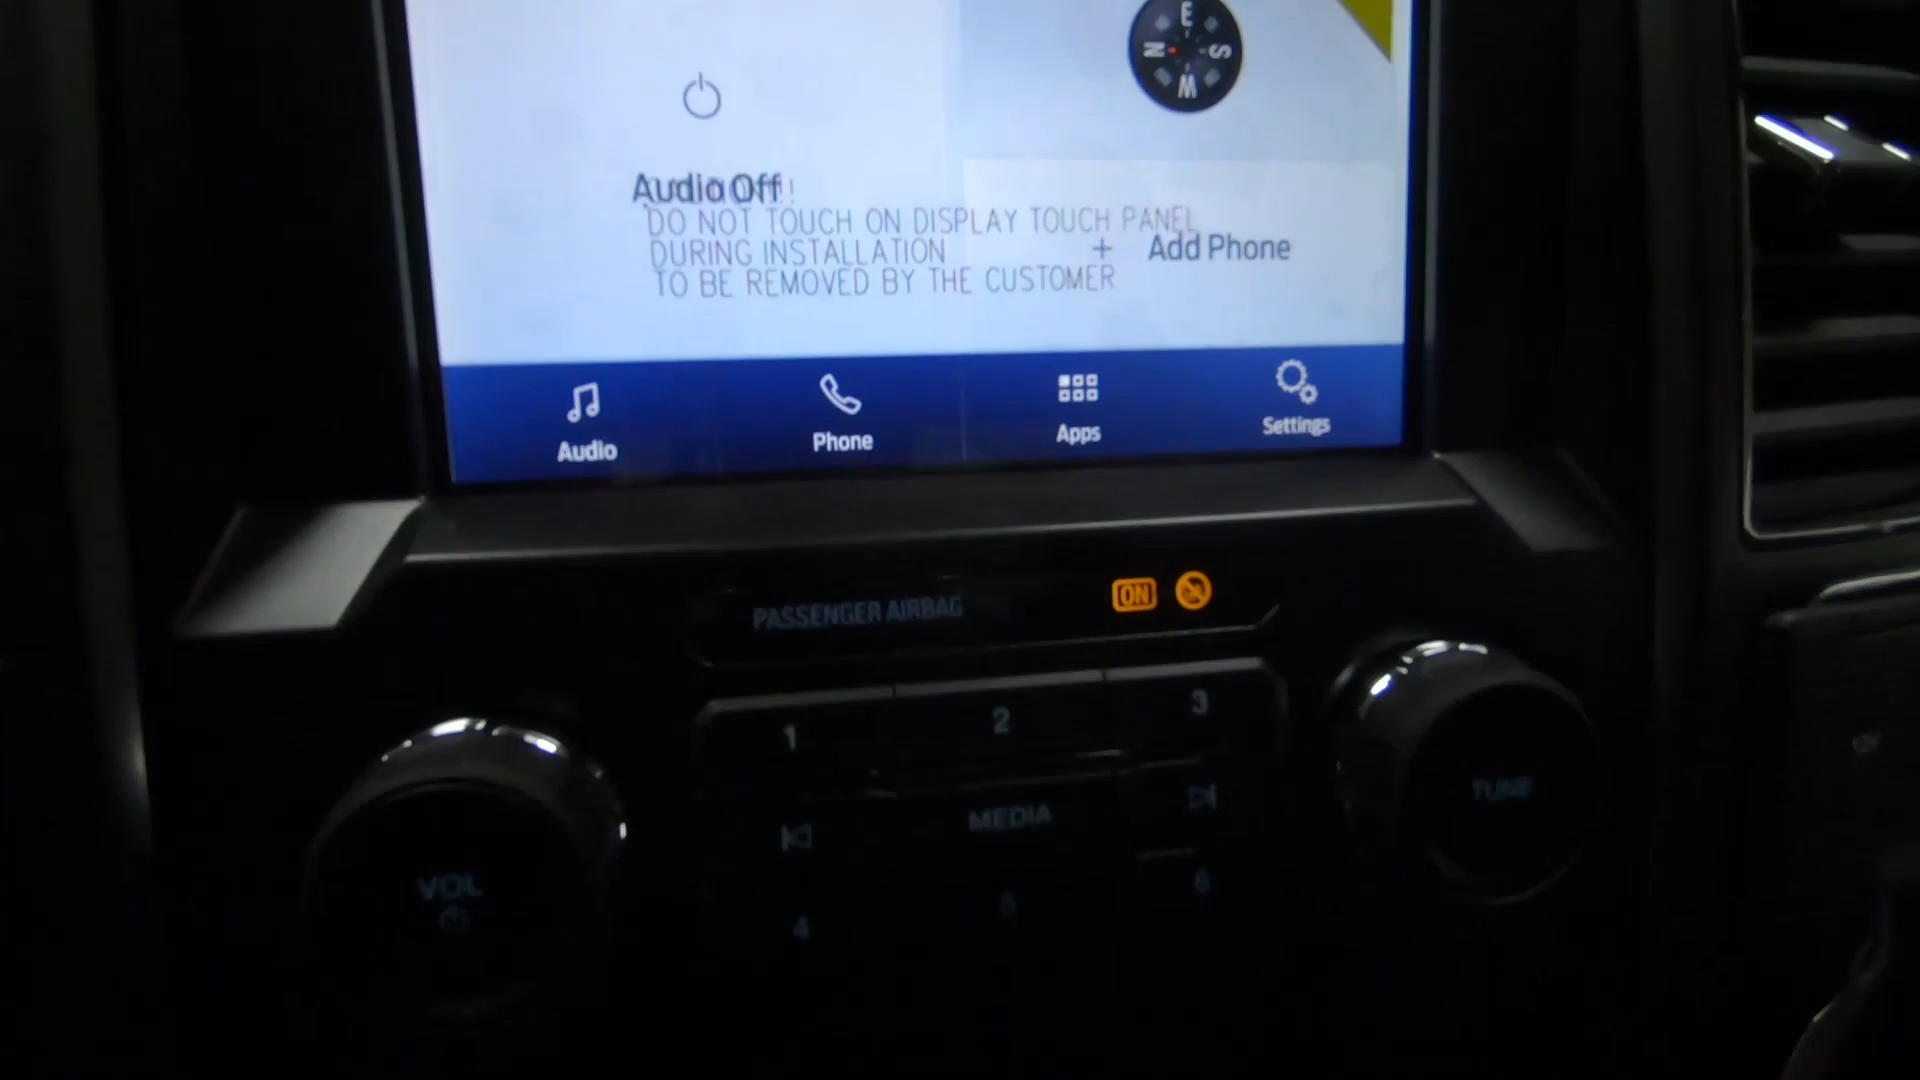 E
N
S
W
Audio Off
DO NOT TOUCH ON DISPLAY TOUCH PANEL
DURING INSTALLATION
+ Add Phone
TO BE REMOVED BY THE CUSTOMER
Audio
Phone
Apps
Settings
PASSENGER AIRBAG
ON
1
2
3
MEDIA
TUNE
VOL
4
5
6